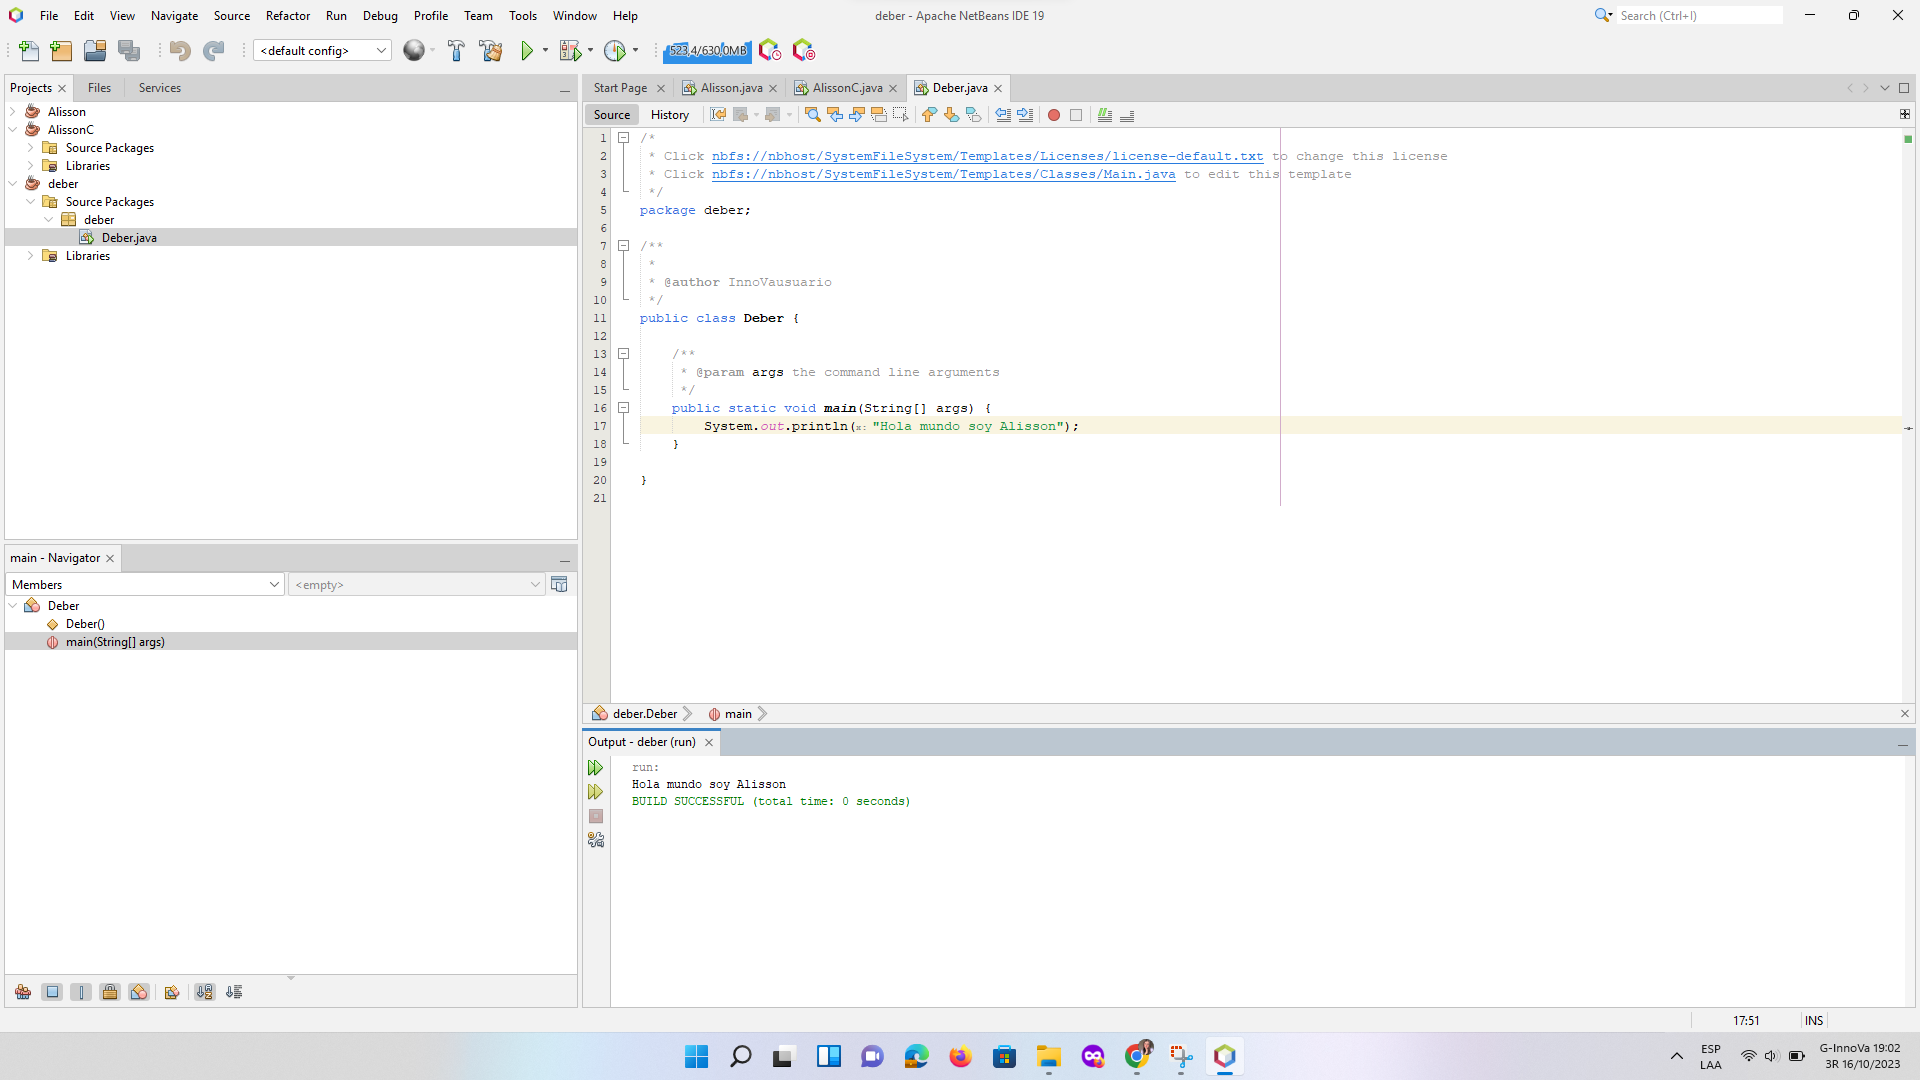 File Edit View Navigate Source Refactor Run Debug Profile Team Tools Window Help
deber - Apache NetBeans IDE 19
Search (Ctrl+I)
<default config>
523,4/630,0MB
Projects Files Services
Alisson
AlissonC
Source Packages
Libraries
deber
Source Packages
deber
Deber.java
Libraries
main - Navigator
Members <empty>
Deber
Deber()
main(String[] args)
Start Page Alisson.java AlissonC.java Deber.java
Source History
1 /*
2 * Click nbfs://nbhost/SystemFileSystem/Templates/Licenses/license-default.txt to change this license
3 * Click nbfs://nbhost/SystemFileSystem/Templates/Classes/Main.java to edit this template
4 */
5 package deber;
6
7 /**
8 *
9 * @author InnoVausuario
10 */
11 public class Deber {
12
13 /**
14 * @param args the command line arguments
15 */
16 public static void main(String[] args) {
17 System.out.println(x: "Hola mundo soy Alisson");
18 }
19
20 }
21
deber.Deber main
Output - deber (run)
run:
Hola mundo soy Alisson
BUILD SUCCESSFUL (total time: 0 seconds)
17:51 INS
ESP
LAA
G-InnoVa 19:02
3R 16/10/2023